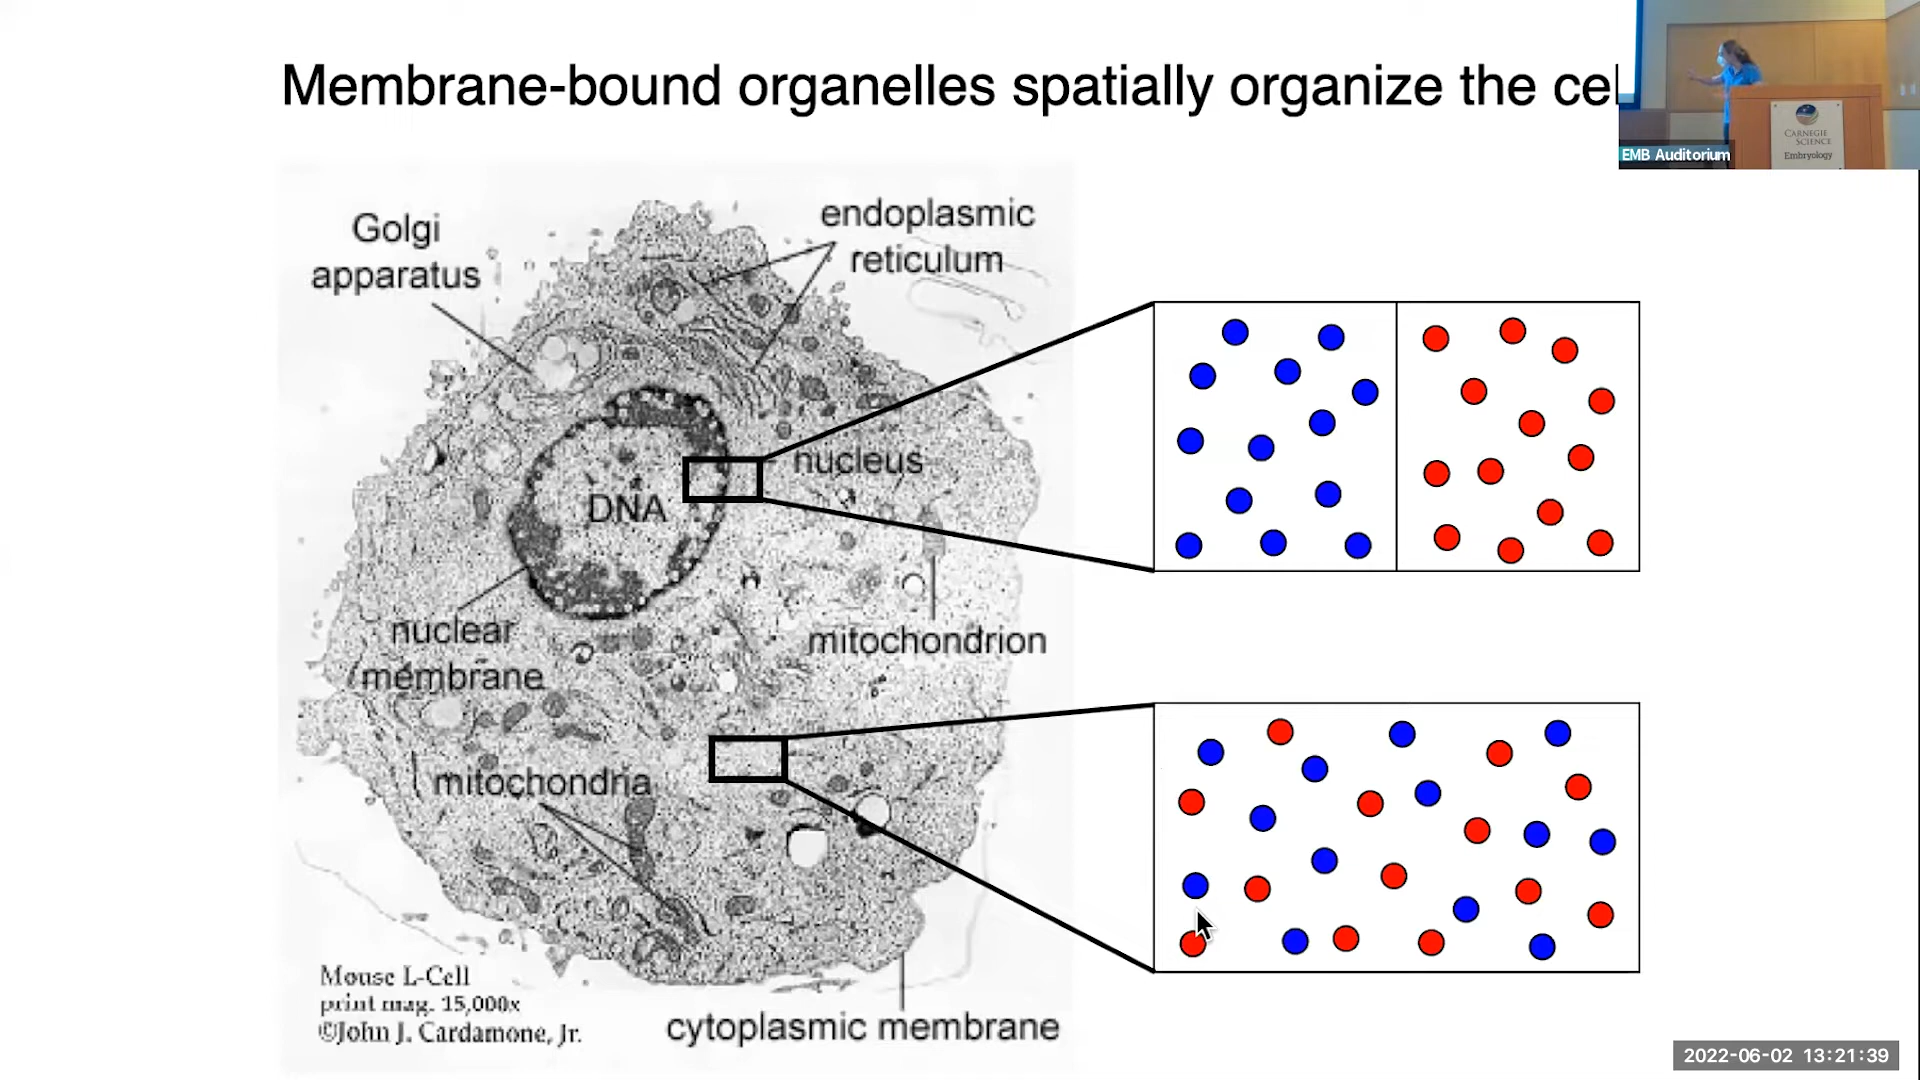 Membrane-bound organelles spatially organize the cel
EMB Auditorium
CARNEGIE
SCIENCE
Embryology
Golgi
apparatus
endoplasmic
reticulum
nucleus
DNA
nuclear
membrane
mitochondrion
mitochondria
Mouse L-Cell
print mag. 15,000x
©John J. Cardamone, Jr.
cytoplasmic membrane
2022-06-02 13:21:39